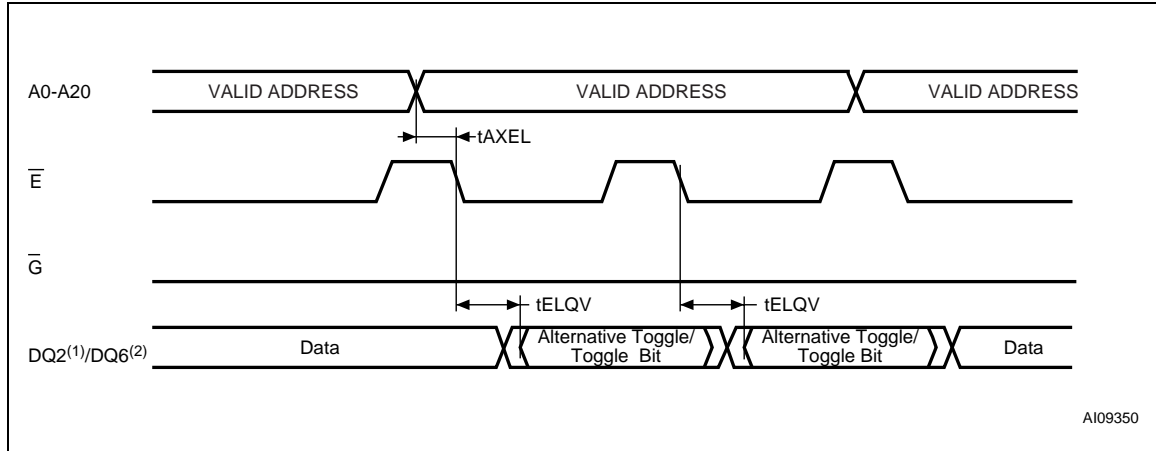 A0-A20
VALID ADDRESS VALID ADDRESS VALID ADDRESS
tAXEL
E̅
G̅
tELQV tELQV
DQ2(1)/DQ6(2)
Data
Alternative Toggle/
Toggle Bit
Alternative Toggle/
Toggle Bit
Data
AI09350